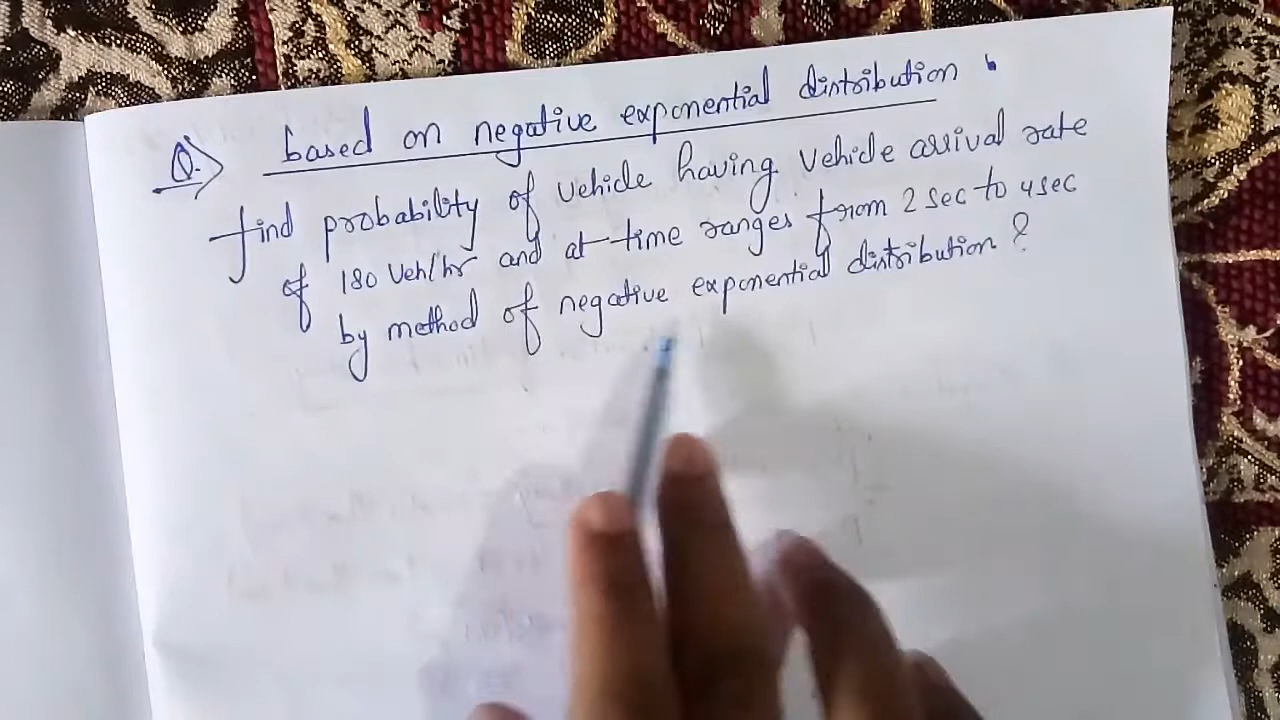 Q. based on negative exponential distribution.
find probability of vehicle having vehicle arrival rate
of 180 Veh/hr and at time ranges from 2 sec to 4 sec
by method of negative exponential distribution ?